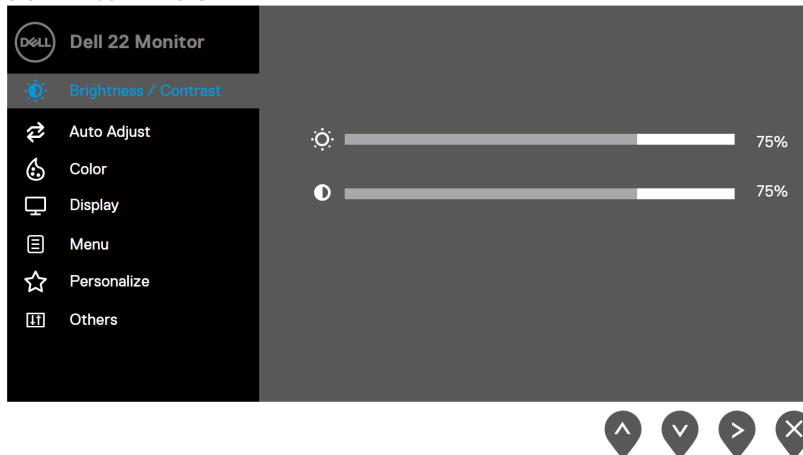 DELL
Dell 22 Monitor
Brightness / Contrast
Auto Adjust
75%
Color
75%
Display
Menu
Personalize
Others